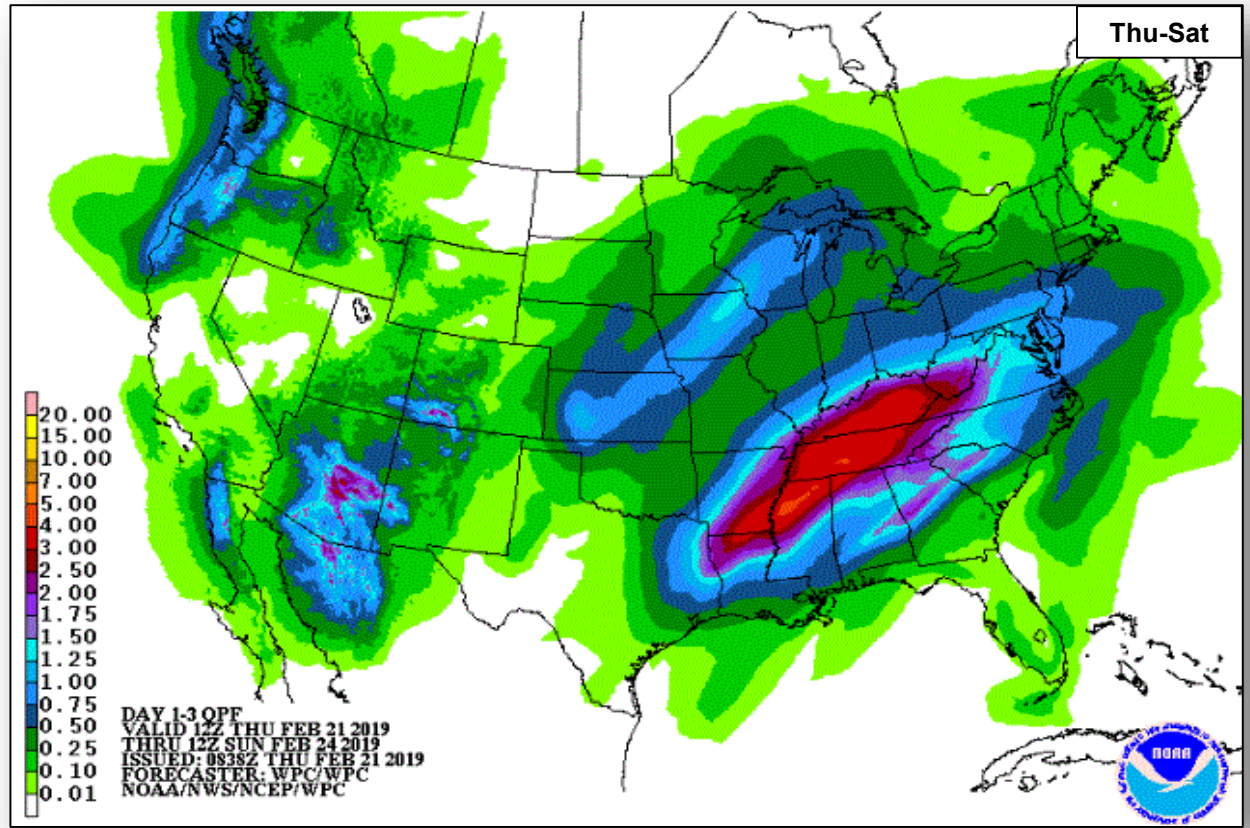 Thu-Sat
20.00
15.00
10.00
7.00
5.00
4.00
3.00
2.50
2.00
1.75
1.50
1.25
1.00
0.75
0.50
0.25
0.10
0.01
DAY 1-3 QPF
VALID 12Z THU FEB 21 2019
THRU 12Z SUN FEB 24 2019
ISSUED: 0838Z THU FEB 21 2019
FORECASTER: WPC/WPC
NOAA/NWS/NCEP/WPC
NOAA